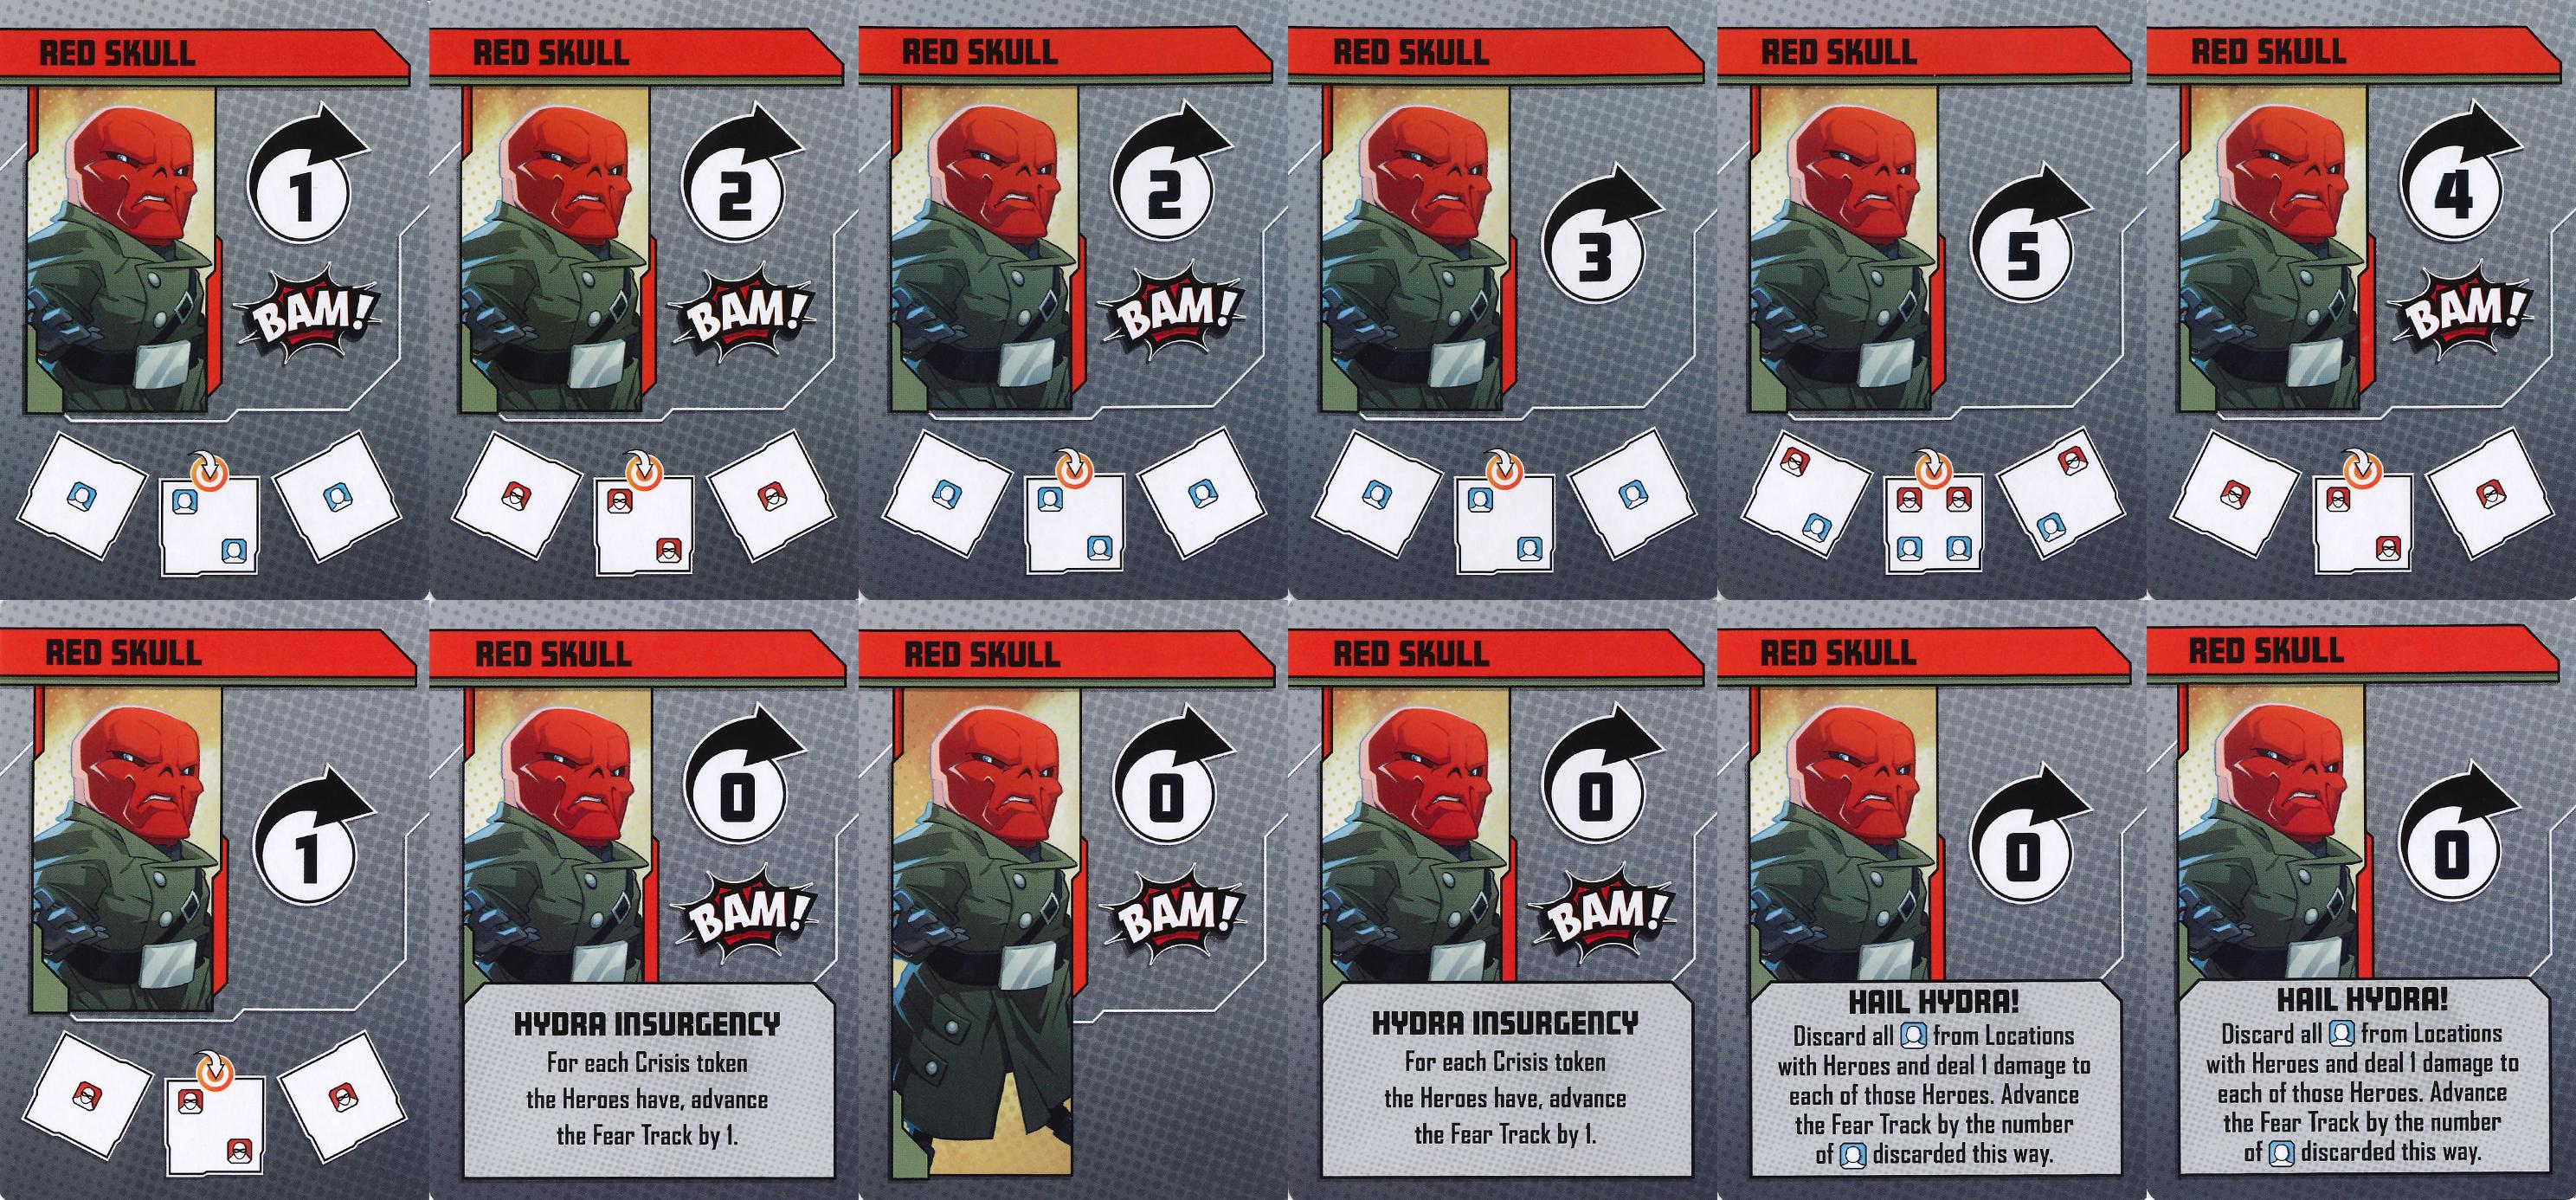 RED SKULL
1
BAM!
RED SKULL
2
BAM!
RED SKULL
2
BAM!
RED SKULL
3
RED SKULL
5
RED SKULL
4
BAM!
RED SKULL
1
RED SKULL
0
BAM!
HYDRA INSURGENCY
For each Crisis token
the Heroes have, advance
the Fear Track by 1.
RED SKULL
0
BAM!
RED SKULL
0
BAM!
HYDRA INSURGENCY
For each Crisis token
the Heroes have, advance
the Fear Track by 1.
RED SKULL
0
HAIL HYDRA!
Discard all from Locations
with Heroes and deal 1 damage to
each of those Heroes. Advance
the Fear Track by the number
of discarded this way.
RED SKULL
0
HAIL HYDRA!
Discard all from Locations
with Heroes and deal 1 damage to
each of those Heroes. Advance
the Fear Track by the number
of discarded this way.